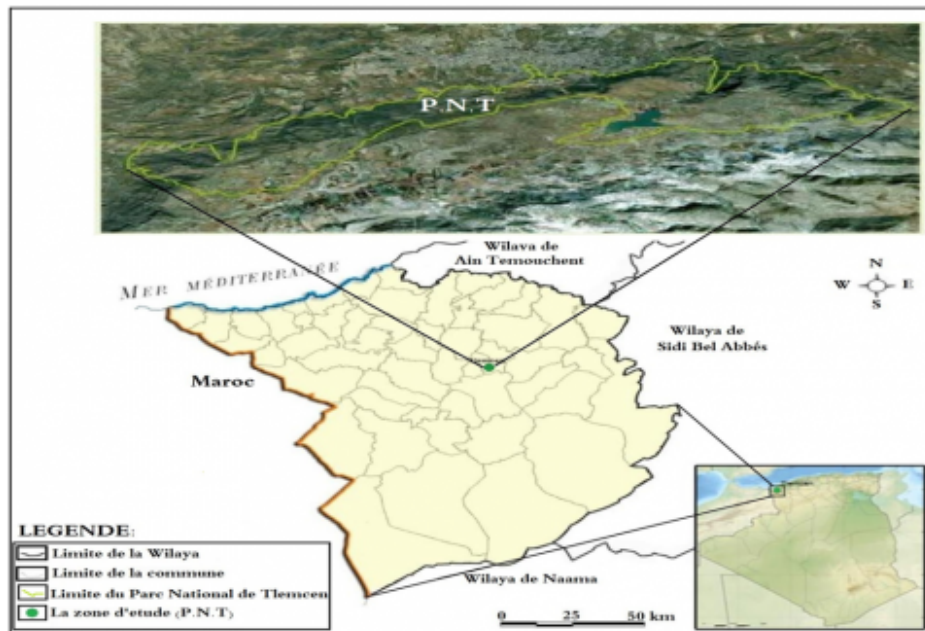 P.N.T
MER MÉDITERRANÉE
Wilava de
Ain Temouchent
N
W E
S
Wilaya de
Sidi Bel Abbés
Maroc
LEGENDE:
Limite de la Wilaya
Limite de la commune
Limite du Parc National de Tlemcen
La zone d'etude (P.N.T)
Wilaya de Naama
0 25 50 km